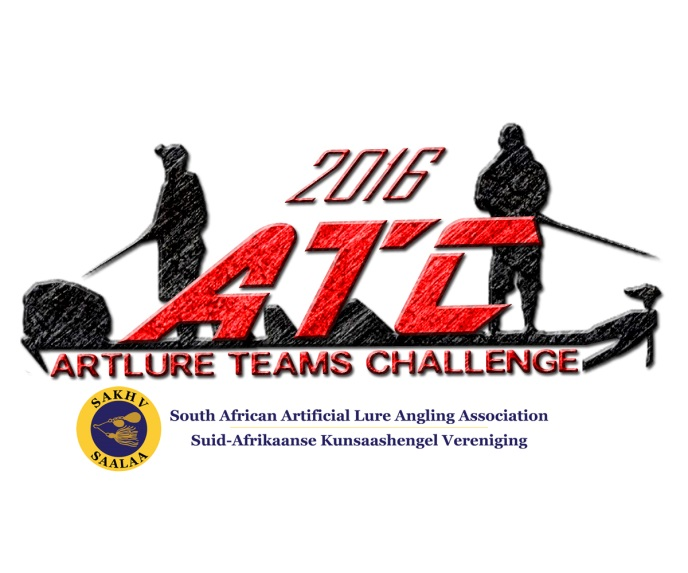 2016
ATC
ARTLURE TEAMS CHALLENGE
SAKHV
SAALAA
South African Artificial Lure Angling Association
Suid-Afrikaanse Kunsaashengel Vereniging